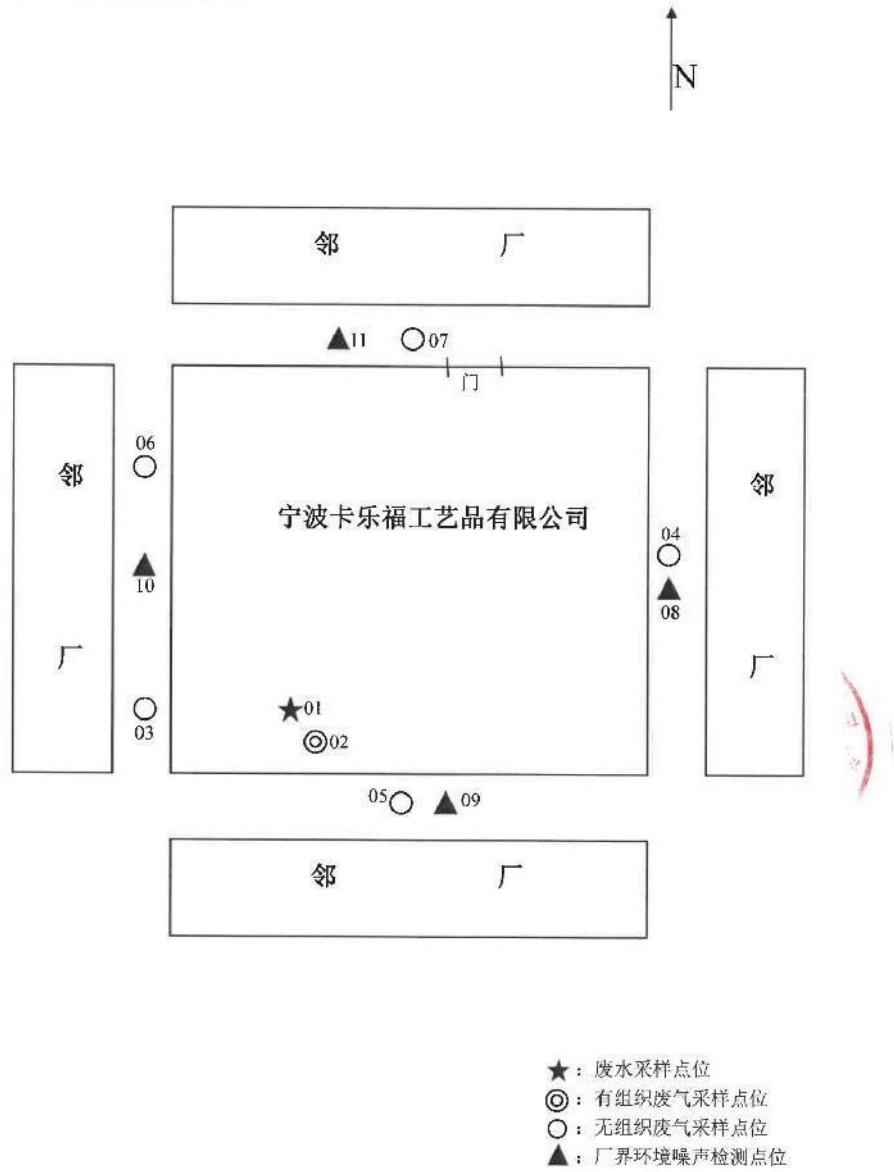 N
邻 厂
11 07
门
06
邻
厂
10
03
宁波卡乐福工艺品有限公司
04
08
邻
厂
01
02
05 09
邻 厂
★：废水采样点位
◎：有组织废气采样点位
○：无组织废气采样点位
▲：厂界环境噪声检测点位